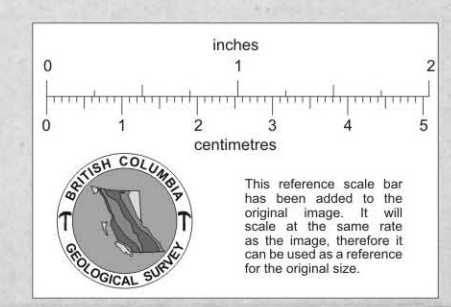 inches
0 1 2
0 1 2 3 4 5
centimetres
BRITISH COLUMBIA
GEOLOGICAL SURVEY
This reference scale bar
has been added to the
original image. It will
scale at the same rate
as the image, therefore it
can be used as a reference
for the original size.